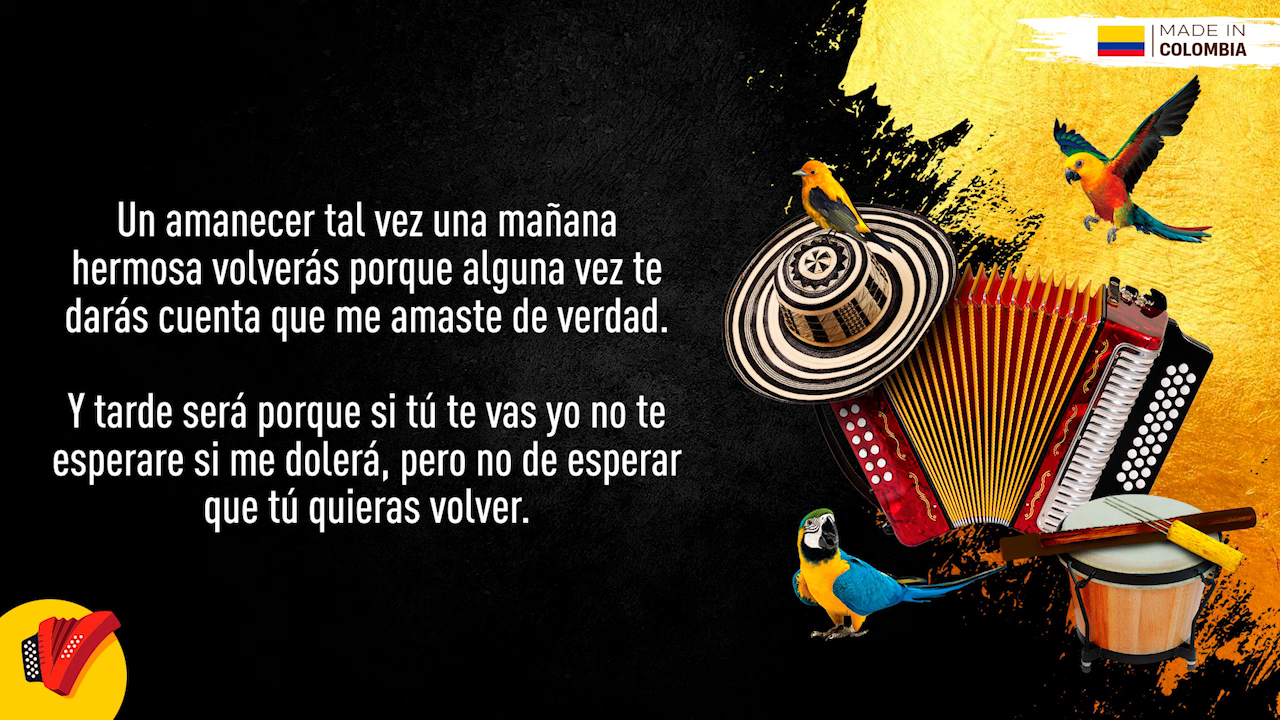 MADE IN
COLOMBIA
Un amanecer tal vez una mañana
hermosa volverás porque alguna vez te
darás cuenta que me amaste de verdad.
Y tarde será porque si tú te vas yo no te
esperare si me dolerá, pero no de esperar
que tú quieras volver.